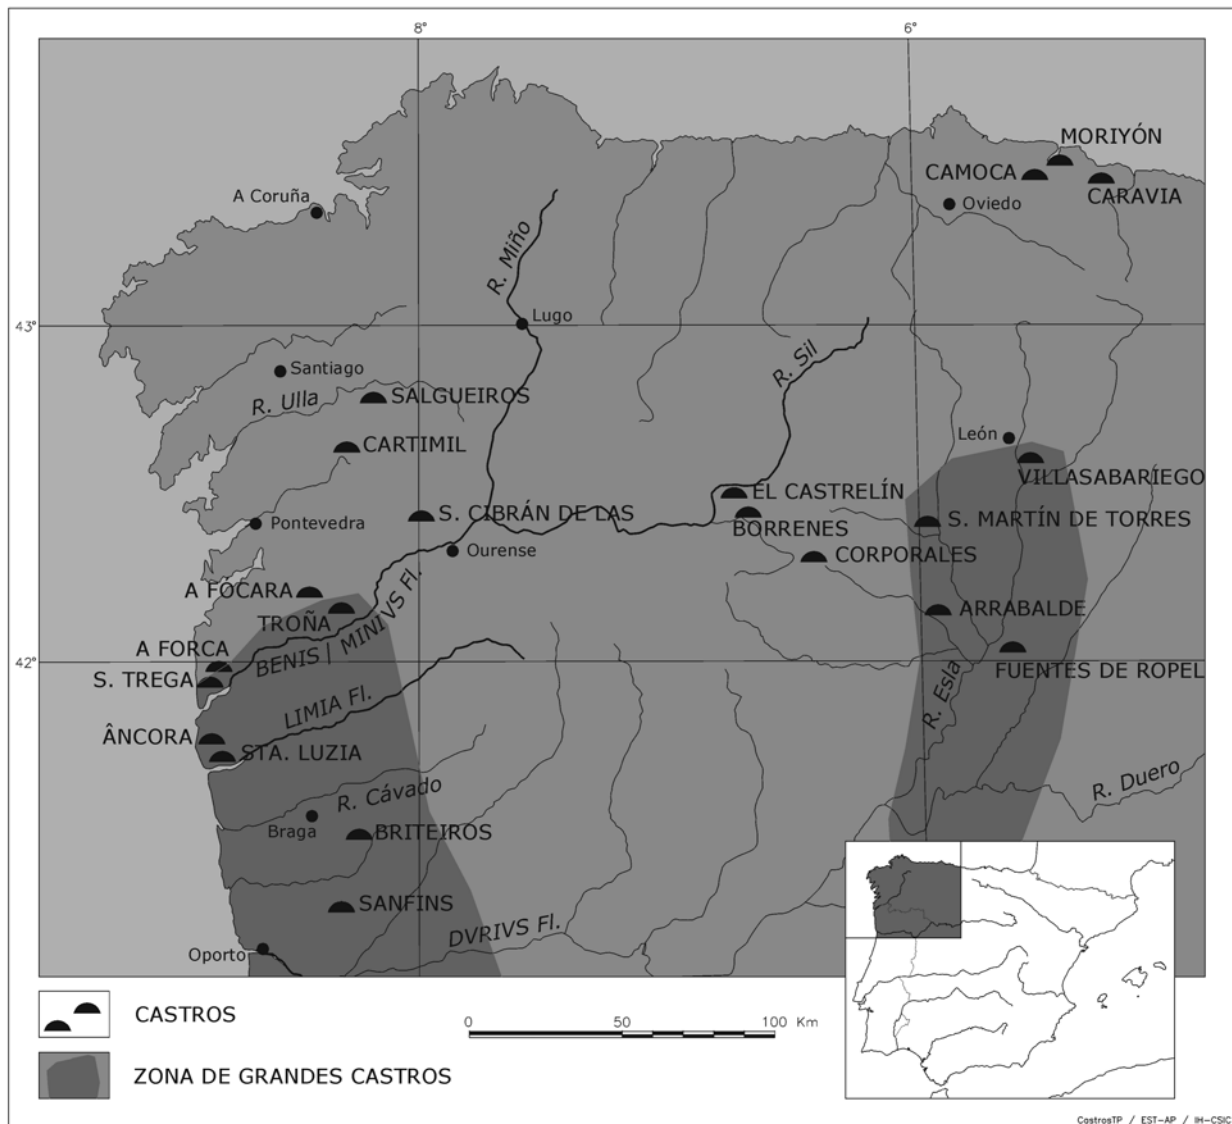 8°
6°
MORIYÓN
CAMOCA
CARAVIA
A Coruña
Oviedo
R. Miño
43°
Lugo
R. Sil
Santiago
R. Ulla
SALGUEIROS
León
CARTIMIL
VILLASABARÍEGO
EL CASTRELÍN
S. CIBRÁN DE LAS
BORRENES
S. MARTÍN DE TORRES
Pontevedra
Ourense
CORPORALES
A FÓCARA
TROÑA
ARRABALDE
BENIS | MINIVS Fl.
A FORCA
42°
FUENTES DE ROPEL
S. TREGA
R. Esla
LIMIA Fl.
ÂNCORA
STA. LUZIA
R. Cávado
R. Duero
Braga
BRITEIROS
SANFINS
DVRIVS Fl.
Oporto
CASTROS
0 50 100 Km
ZONA DE GRANDES CASTROS
CastrosTP / EST-AP / IH-CSIC